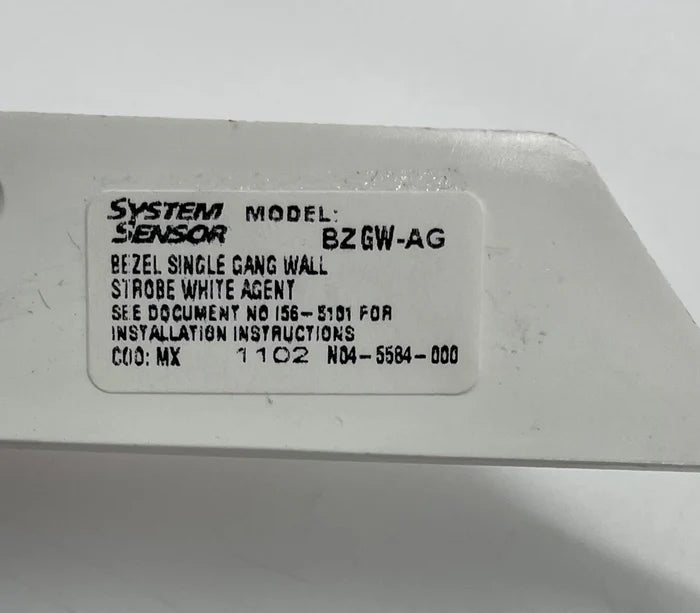 SYSTEM SENSOR MODEL:
BZGW-AG
BEZEL SINGLE GANG WALL
STROBE WHITE AGENT
SEE DOCUMENT NO I56-5101 FOR
INSTALLATION INSTRUCTIONS
COO: MX 1102 N04-5584-000